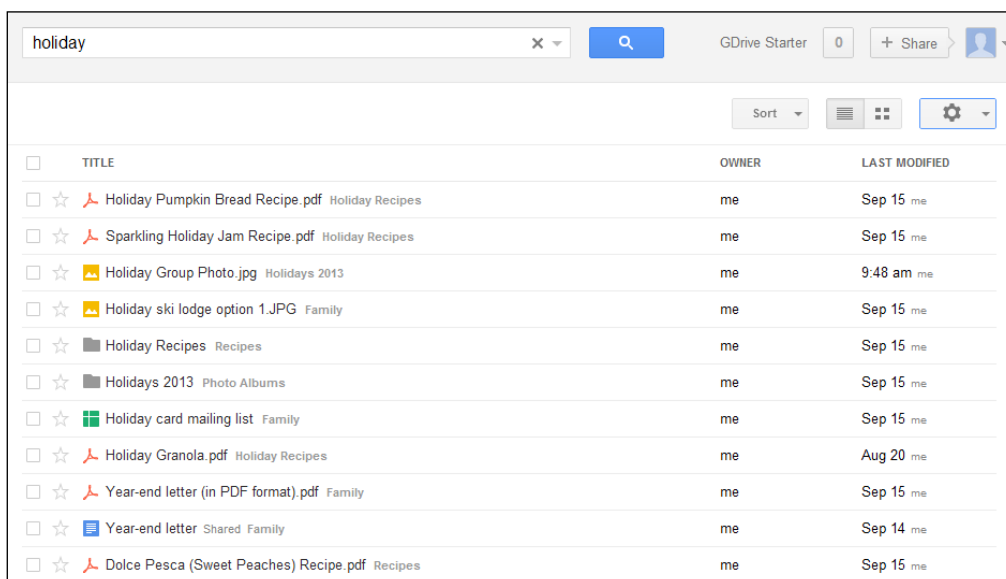 holiday GDrive Starter 0 + Share
Sort
TITLE OWNER LAST MODIFIED
Holiday Pumpkin Bread Recipe.pdf Holiday Recipes me Sep 15 me
Sparkling Holiday Jam Recipe.pdf Holiday Recipes me Sep 15 me
Holiday Group Photo.jpg Holidays 2013 me 9:48 am me
Holiday ski lodge option 1.JPG Family me Sep 15 me
Holiday Recipes Recipes me Sep 15 me
Holidays 2013 Photo Albums me Sep 15 me
Holiday card mailing list Family me Sep 15 me
Holiday Granola.pdf Holiday Recipes me Aug 20 me
Year-end letter (in PDF format).pdf Family me Sep 15 me
Year-end letter Shared Family me Sep 14 me
Dolce Pesca (Sweet Peaches) Recipe.pdf Recipes me Sep 15 me